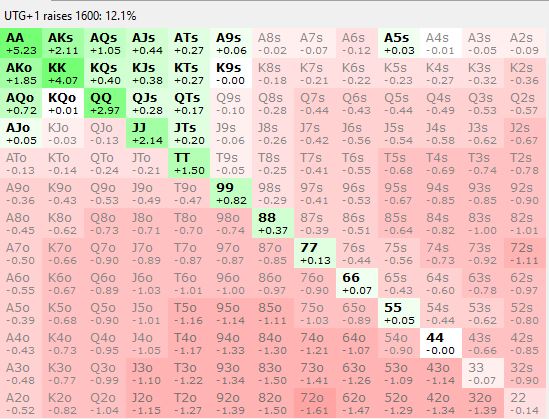 UTG+1 raises 1600: 12.1%
AA AKs AQs AJs ATs A9s A8s A7s A6s A5s A4s A3s A2s
+5.23 +2.11 +1.05 +0.44 +0.27 +0.06 -0.02 -0.07 -0.12 +0.03 -0.01 -0.05 -0.09
AKo KK KQs KJs KTs K9s K8s K7s K6s K5s K4s K3s K2s
+1.85 +4.07 +0.40 +0.38 +0.27 -0.00 -0.18 -0.21 -0.22 -0.23 -0.27 -0.32 -0.36
AQo KQo QQ QJs QTs Q9s Q8s Q7s Q6s Q5s Q4s Q3s Q2s
+0.72 +0.01 +2.97 +0.28 +0.17 -0.10 -0.28 -0.44 -0.43 -0.44 -0.49 -0.53 -0.57
AJo KJo QJo JJ JTs J9s J8s J7s J6s J5s J4s J3s J2s
+0.05 -0.03 -0.13 +2.14 +0.20 -0.06 -0.26 -0.42 -0.56 -0.54 -0.58 -0.62 -0.67
ATo KTo QTo JTo TT T9s T8s T7s T6s T5s T4s T3s T2s
-0.13 -0.14 -0.24 -0.21 +1.50 -0.05 -0.25 -0.41 -0.55 -0.68 -0.69 -0.74 -0.78
A9o K9o Q9o J9o T9o 99 98s 97s 96s 95s 94s 93s 92s
-0.36 -0.43 -0.53 -0.49 -0.47 +0.82 -0.29 -0.41 -0.53 -0.67 -0.85 -0.85 -0.90
A8o K8o Q8o J8o T8o 98o 88 87s 86s 85s 84s 83s 82s
-0.45 -0.62 -0.73 -0.71 -0.70 -0.74 +0.37 -0.39 -0.51 -0.64 -0.82 -1.00 -1.01
A7o K7o Q7o J7o T7o 97o 87o 77 76s 75s 74s 73s 72s
-0.50 -0.66 -0.90 -0.89 -0.87 -0.87 -0.85 +0.13 -0.44 -0.56 -0.73 -0.92 -1.11
A6o K6o Q6o J6o T6o 96o 86o 76o 66 65s 64s 63s 62s
-0.55 -0.67 -0.89 -1.03 -1.01 -1.00 -0.97 -0.90 +0.07 -0.43 -0.60 -0.78 -0.97
A5o K5o Q5o J5o T5o 95o 85o 75o 65o 55 54s 53s 52s
-0.39 -0.68 -0.90 -1.01 -1.16 -1.14 -1.11 -1.03 -0.89 +0.05 -0.44 -0.62 -0.80
A4o K4o Q4o J4o T4o 94o 84o 74o 64o 54o 44 43s 42s
-0.43 -0.73 -0.95 -1.05 -1.17 -1.33 -1.30 -1.21 -1.07 -0.90 -0.00 -0.66 -0.85
A3o K3o Q3o J3o T3o 93o 83o 73o 63o 53o 43o 33 32s
-0.48 -0.77 -0.99 -1.10 -1.22 -1.34 -1.50 -1.41 -1.26 -1.09 -1.14 -0.07 -0.90
A2o K2o Q2o J2o T2o 92o 82o 72o 62o 52o 42o 32o 22
-0.52 -0.82 -1.04 -1.15 -1.27 -1.39 -1.50 -1.61 -1.47 -1.29 -1.34 -1.39 -0.14